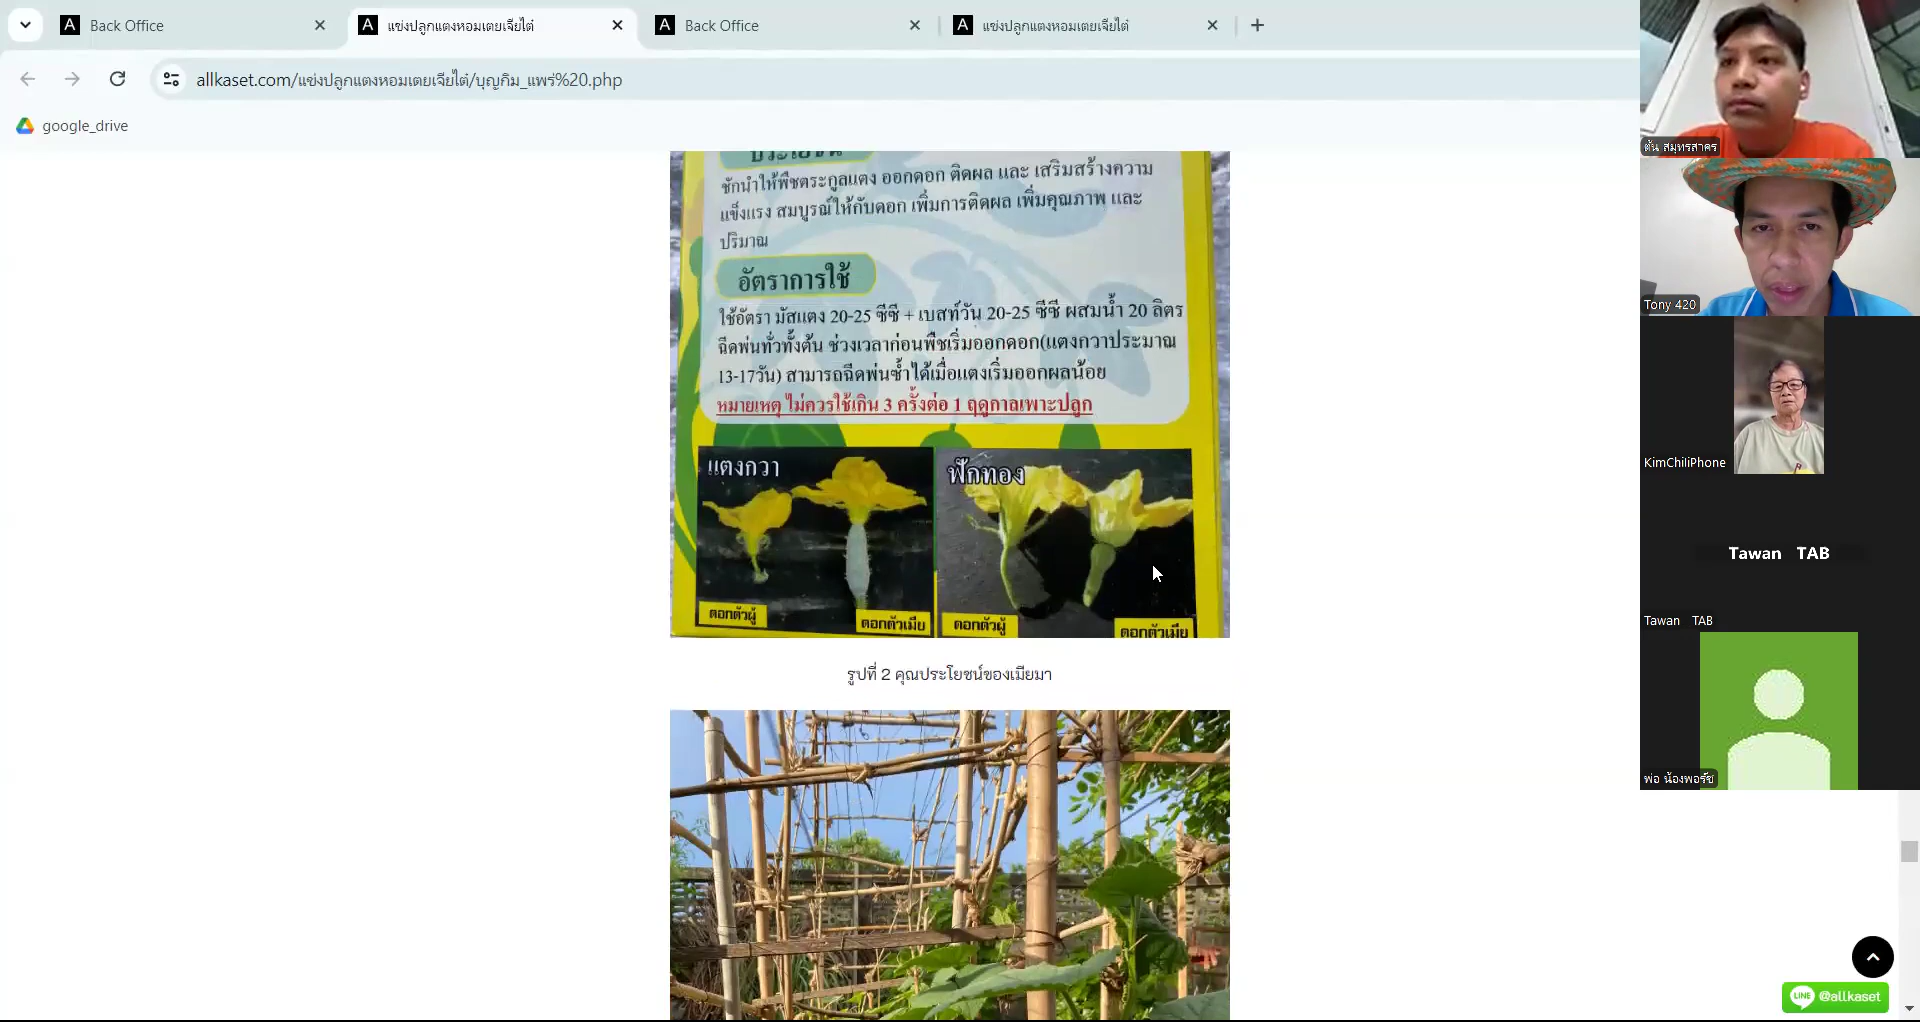 Back Office
แข่งปลูกแตงหอมเตยเจียไต๋
Back Office
แข่งปลูกแตงหอมเตยเจียไต๋
allkaset.com/แข่งปลูกแตงหอมเตยเจียไต๋/บุญกิม_แพร่%20.php
google_drive
ประโยชน์
ชักนำให้พืชตระกูลแตง ออกดอก ติดผล และ เสริมสร้างความ
แข็งแรง สมบูรณ์ให้กับดอก เพิ่มการติดผล เพิ่มคุณภาพ และ
ปริมาณ
อัตราการใช้
ใช้อัตรา มัสแตง 20-25 ซีซี + เบสท์วัน 20-25 ซีซี ผสมน้ำ 20 ลิตร
ฉีดพ่นทั่วทั้งต้น ช่วงเวลาก่อนพืชเริ่มออกดอก(แตงกวาประมาณ
13-17วัน) สามารถฉีดพ่นซ้ำได้เมื่อแตงเริ่มออกผลน้อย
หมายเหตุ ไม่ควรใช้เกิน 3 ครั้งต่อ 1 ฤดูกาลเพาะปลูก
แตงกวา
ฟักทอง
ดอกตัวผู้
ดอกตัวเมีย
ดอกตัวผู้
ดอกตัวเมีย
รูปที่ 2 คุณประโยชน์ของเมียมา
ต้น สมุทรสาคร
Tony 420
KimChiliPhone
Tawan TAB
Tawan TAB
พ่อ น้องพอร์ช
LINE @allkaset